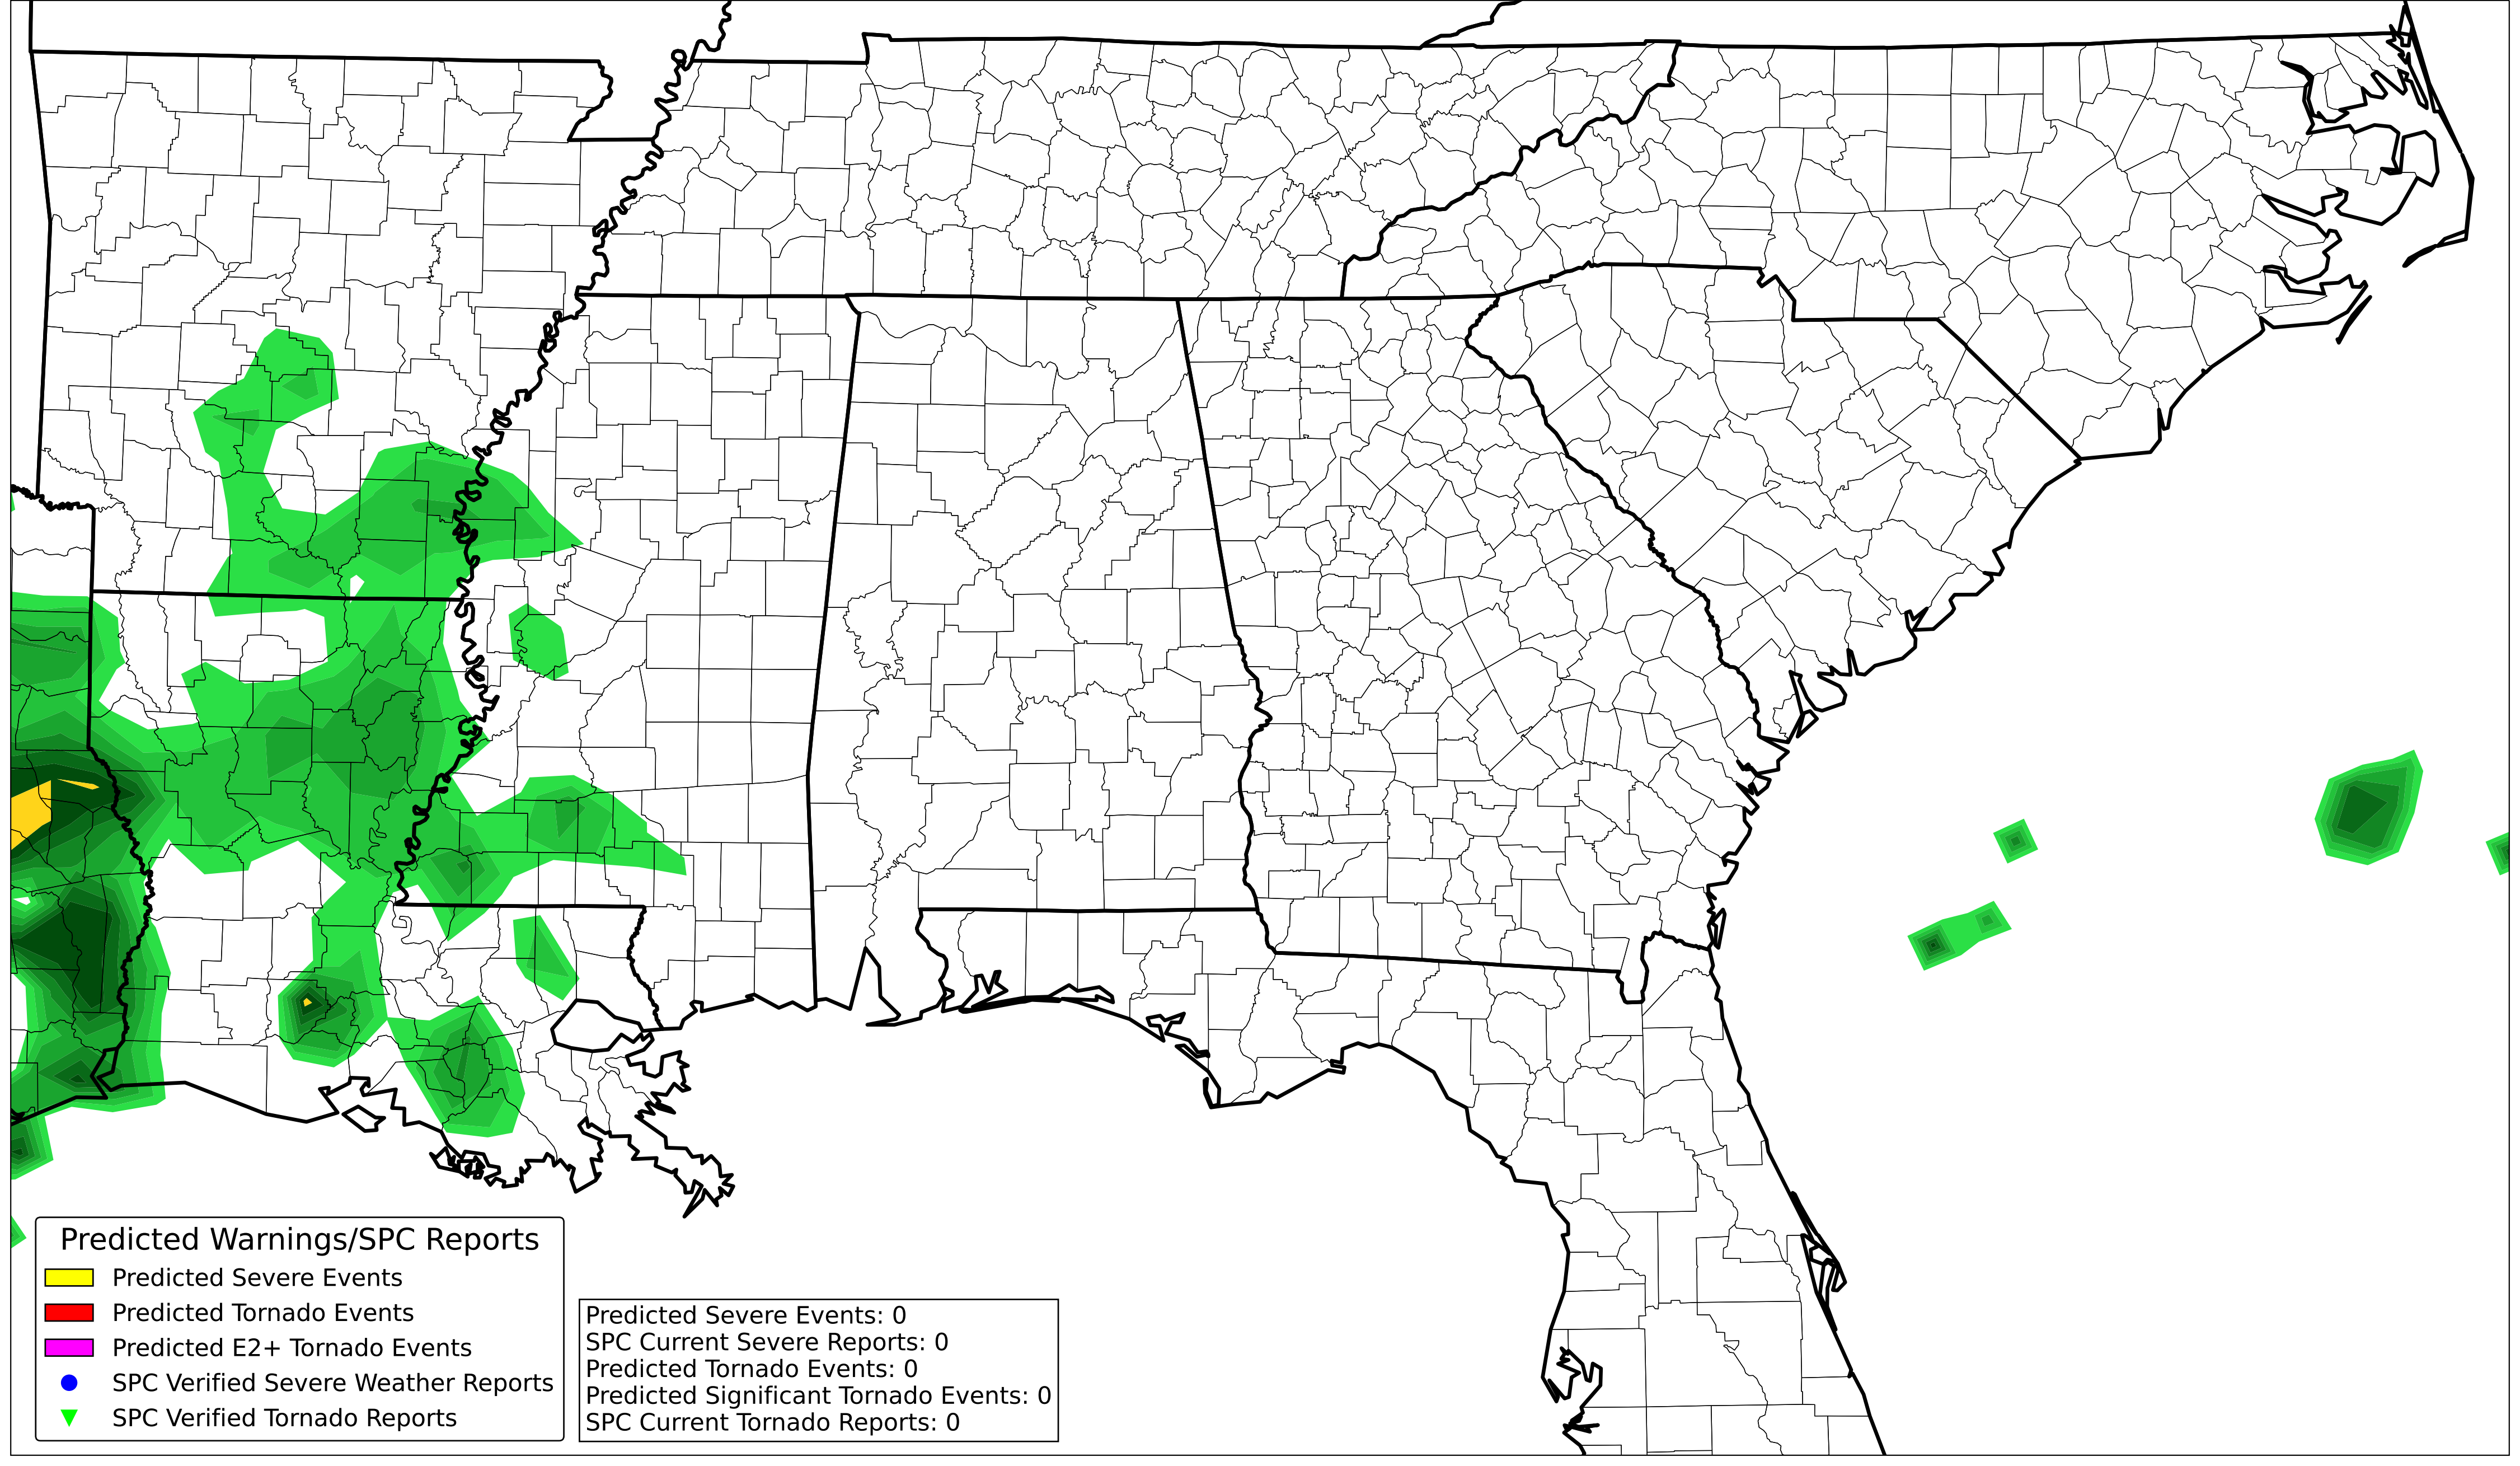 Predicted Warnings/SPC Reports
Predicted Severe Events
Predicted Tornado Events
Predicted E2+ Tornado Events
SPC Verified Severe Weather Reports
SPC Verified Tornado Reports
Predicted Severe Events: 0
SPC Current Severe Reports: 0
Predicted Tornado Events: 0
Predicted Significant Tornado Events: 0
SPC Current Tornado Reports: 0